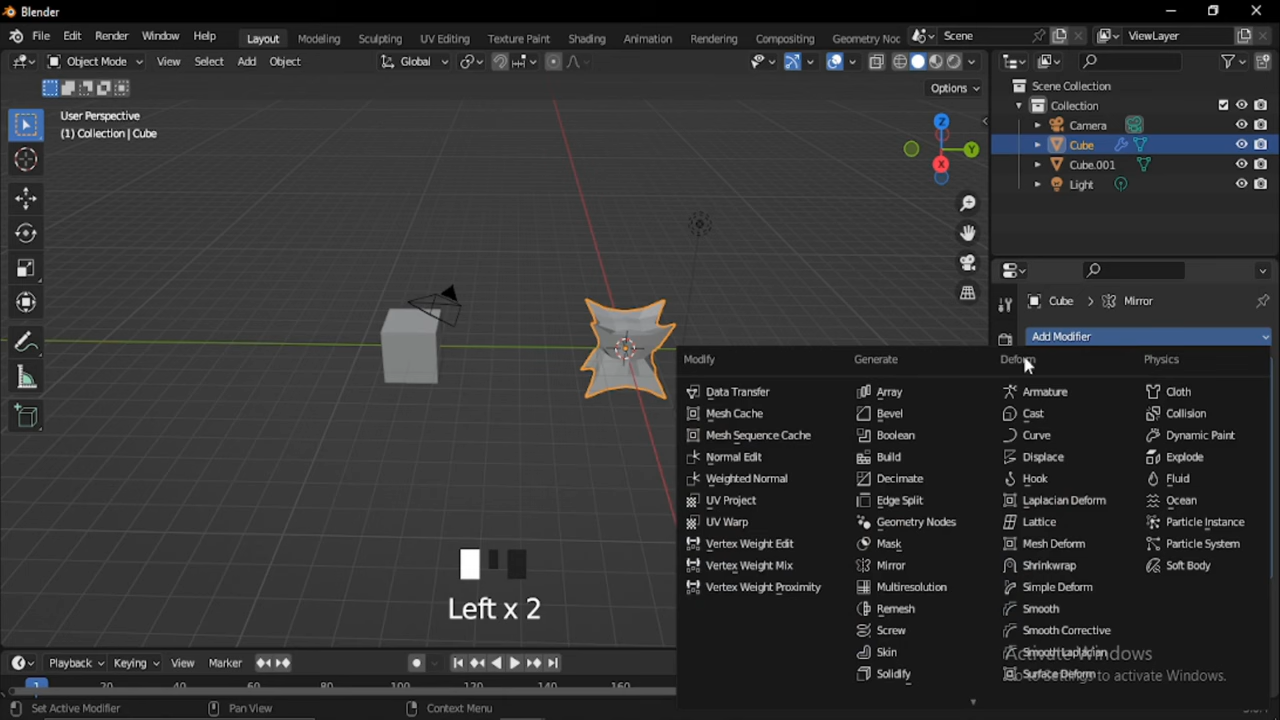 Blender
File Edit Render Window Help Layout Modeling Sculpting UV Editing Texture Paint Shading Animation Rendering Compositing Geometry Noc Scene ViewLayer
Object Mode View Select Add Object Global
Options
User Perspective
(1) Collection | Cube
Z
Y
X
Scene Collection
Collection
Camera
Cube
Cube.001
Light
Cube > Mirror
Add Modifier
Modify Generate Deform Physics
Data Transfer Array Armature Cloth
Mesh Cache Bevel Cast Collision
Mesh Sequence Cache Boolean Curve Dynamic Paint
Normal Edit Build Displace Explode
Weighted Normal Decimate Hook Fluid
UV Project Edge Split Laplacian Deform Ocean
UV Warp Geometry Nodes Lattice Particle Instance
Vertex Weight Edit Mask Mesh Deform Particle System
Vertex Weight Mix Mirror Shrinkwrap Soft Body
Vertex Weight Proximity Multiresolution Simple Deform
Remesh Smooth
Screw Smooth Corrective
Skin Smooth Laplacian
Solidify Surface Deform
Activate Windows
Go to Settings to activate Windows.
Left x 2
Playback Keying View Marker
1 20 40 60 80 100 120 140 160
Set Active Modifier Pan View Context Menu